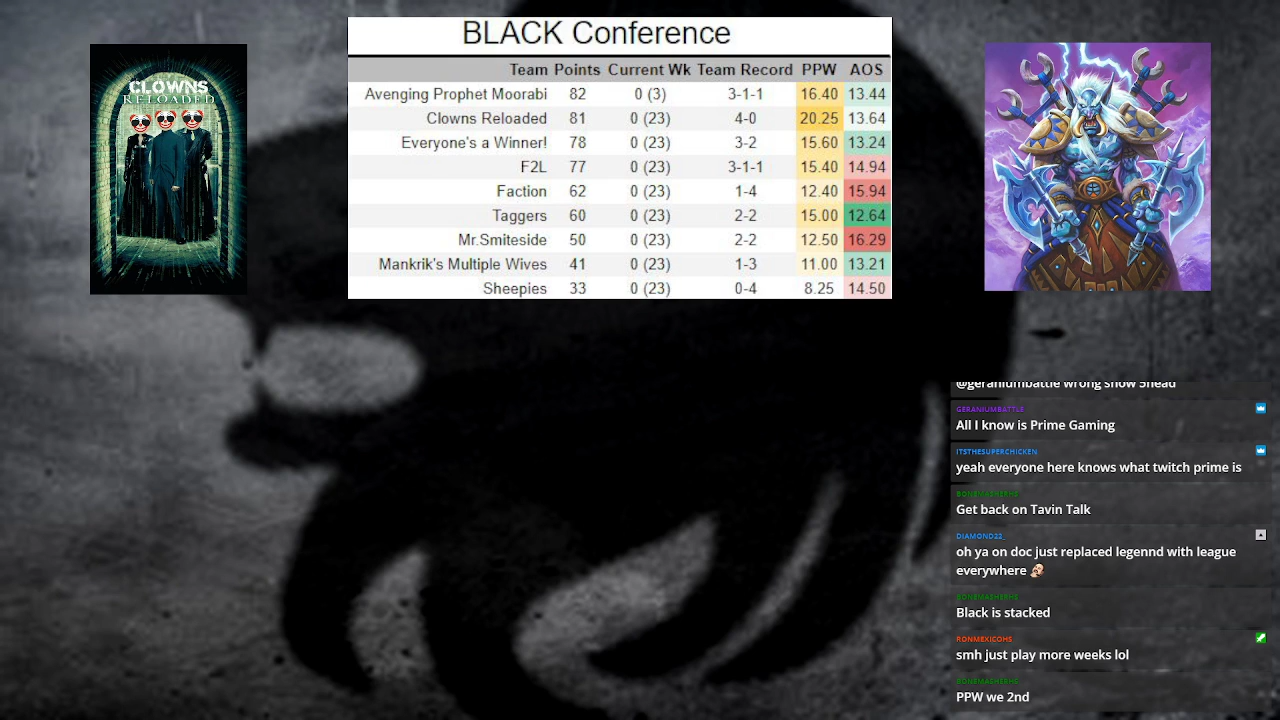 CLOWNS
RELOADED
BLACK Conference
Team Points Current Wk Team Record PPW AOS
Avenging Prophet Moorabi 82 0 (3) 3-1-1 16.40 13.44
Clowns Reloaded 81 0 (23) 4-0 20.25 13.64
Everyone's a Winner! 78 0 (23) 3-2 15.60 13.24
F2L 77 0 (23) 3-1-1 15.40 14.94
Faction 62 0 (23) 1-4 12.40 15.94
Taggers 60 0 (23) 2-2 15.00 12.64
Mr.Smiteside 50 0 (23) 2-2 12.50 16.29
Mankrik's Multiple Wives 41 0 (23) 1-3 11.00 13.21
Sheepies 33 0 (23) 0-4 8.25 14.50
@geraniumbattle wrong show 5head
GERANIUMBATTLE
All I know is Prime Gaming
ITSTHESUPERCHICKEN
yeah everyone here knows what twitch prime is
BONEMASHERHS
Get back on Tavin Talk
DIAMOND22_
oh ya on doc just replaced legennd with league
everywhere
BONEMASHERHS
Black is stacked
RONMEXICOHS
smh just play more weeks lol
BONEMASHERHS
PPW we 2nd